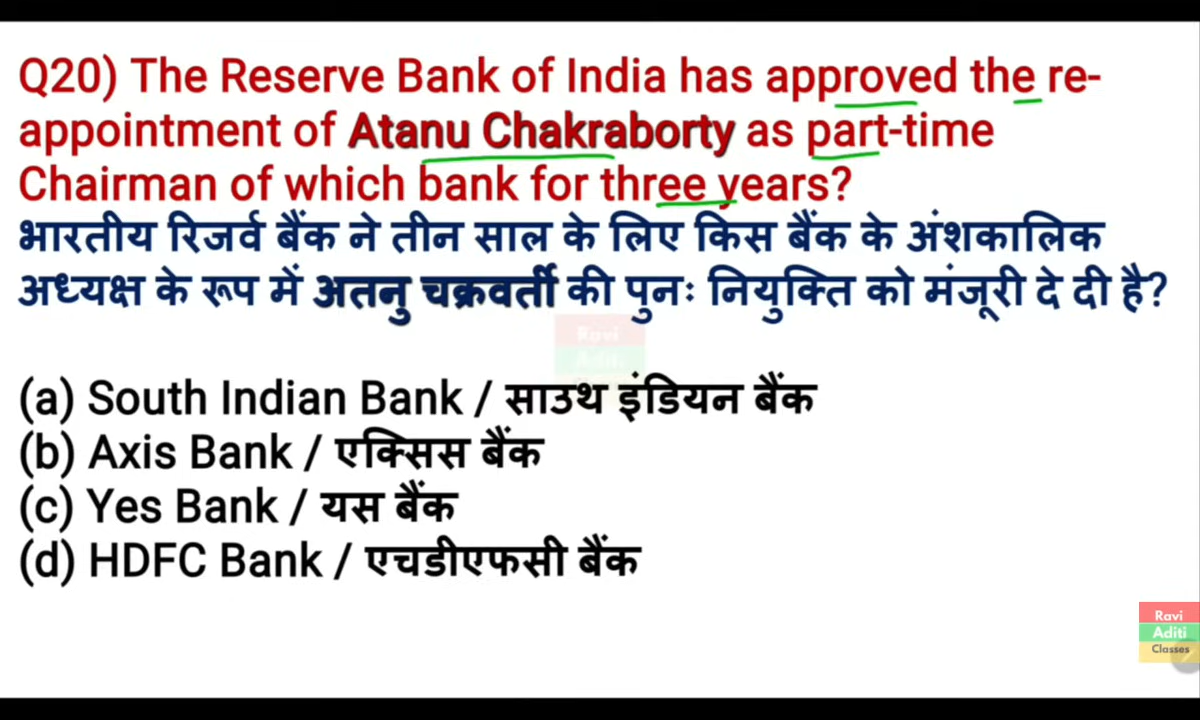 Q20) The Reserve Bank of India has approved the re-
appointment of Atanu Chakraborty as part-time
Chairman of which bank for three years?
भारतीय रिजर्व बैंक ने तीन साल के लिए किस बैंक के अंशकालिक
अध्यक्ष के रूप में अतनु चक्रवर्ती की पुनः नियुक्ति को मंजूरी दे दी है?
Ravi
Aditi
(a) South Indian Bank / साउथ इंडियन बैंक
(b) Axis Bank / एक्सिस बैंक
(c) Yes Bank / यस बैंक
(d) HDFC Bank / एचडीएफसी बैंक
Ravi
Aditi
Classes